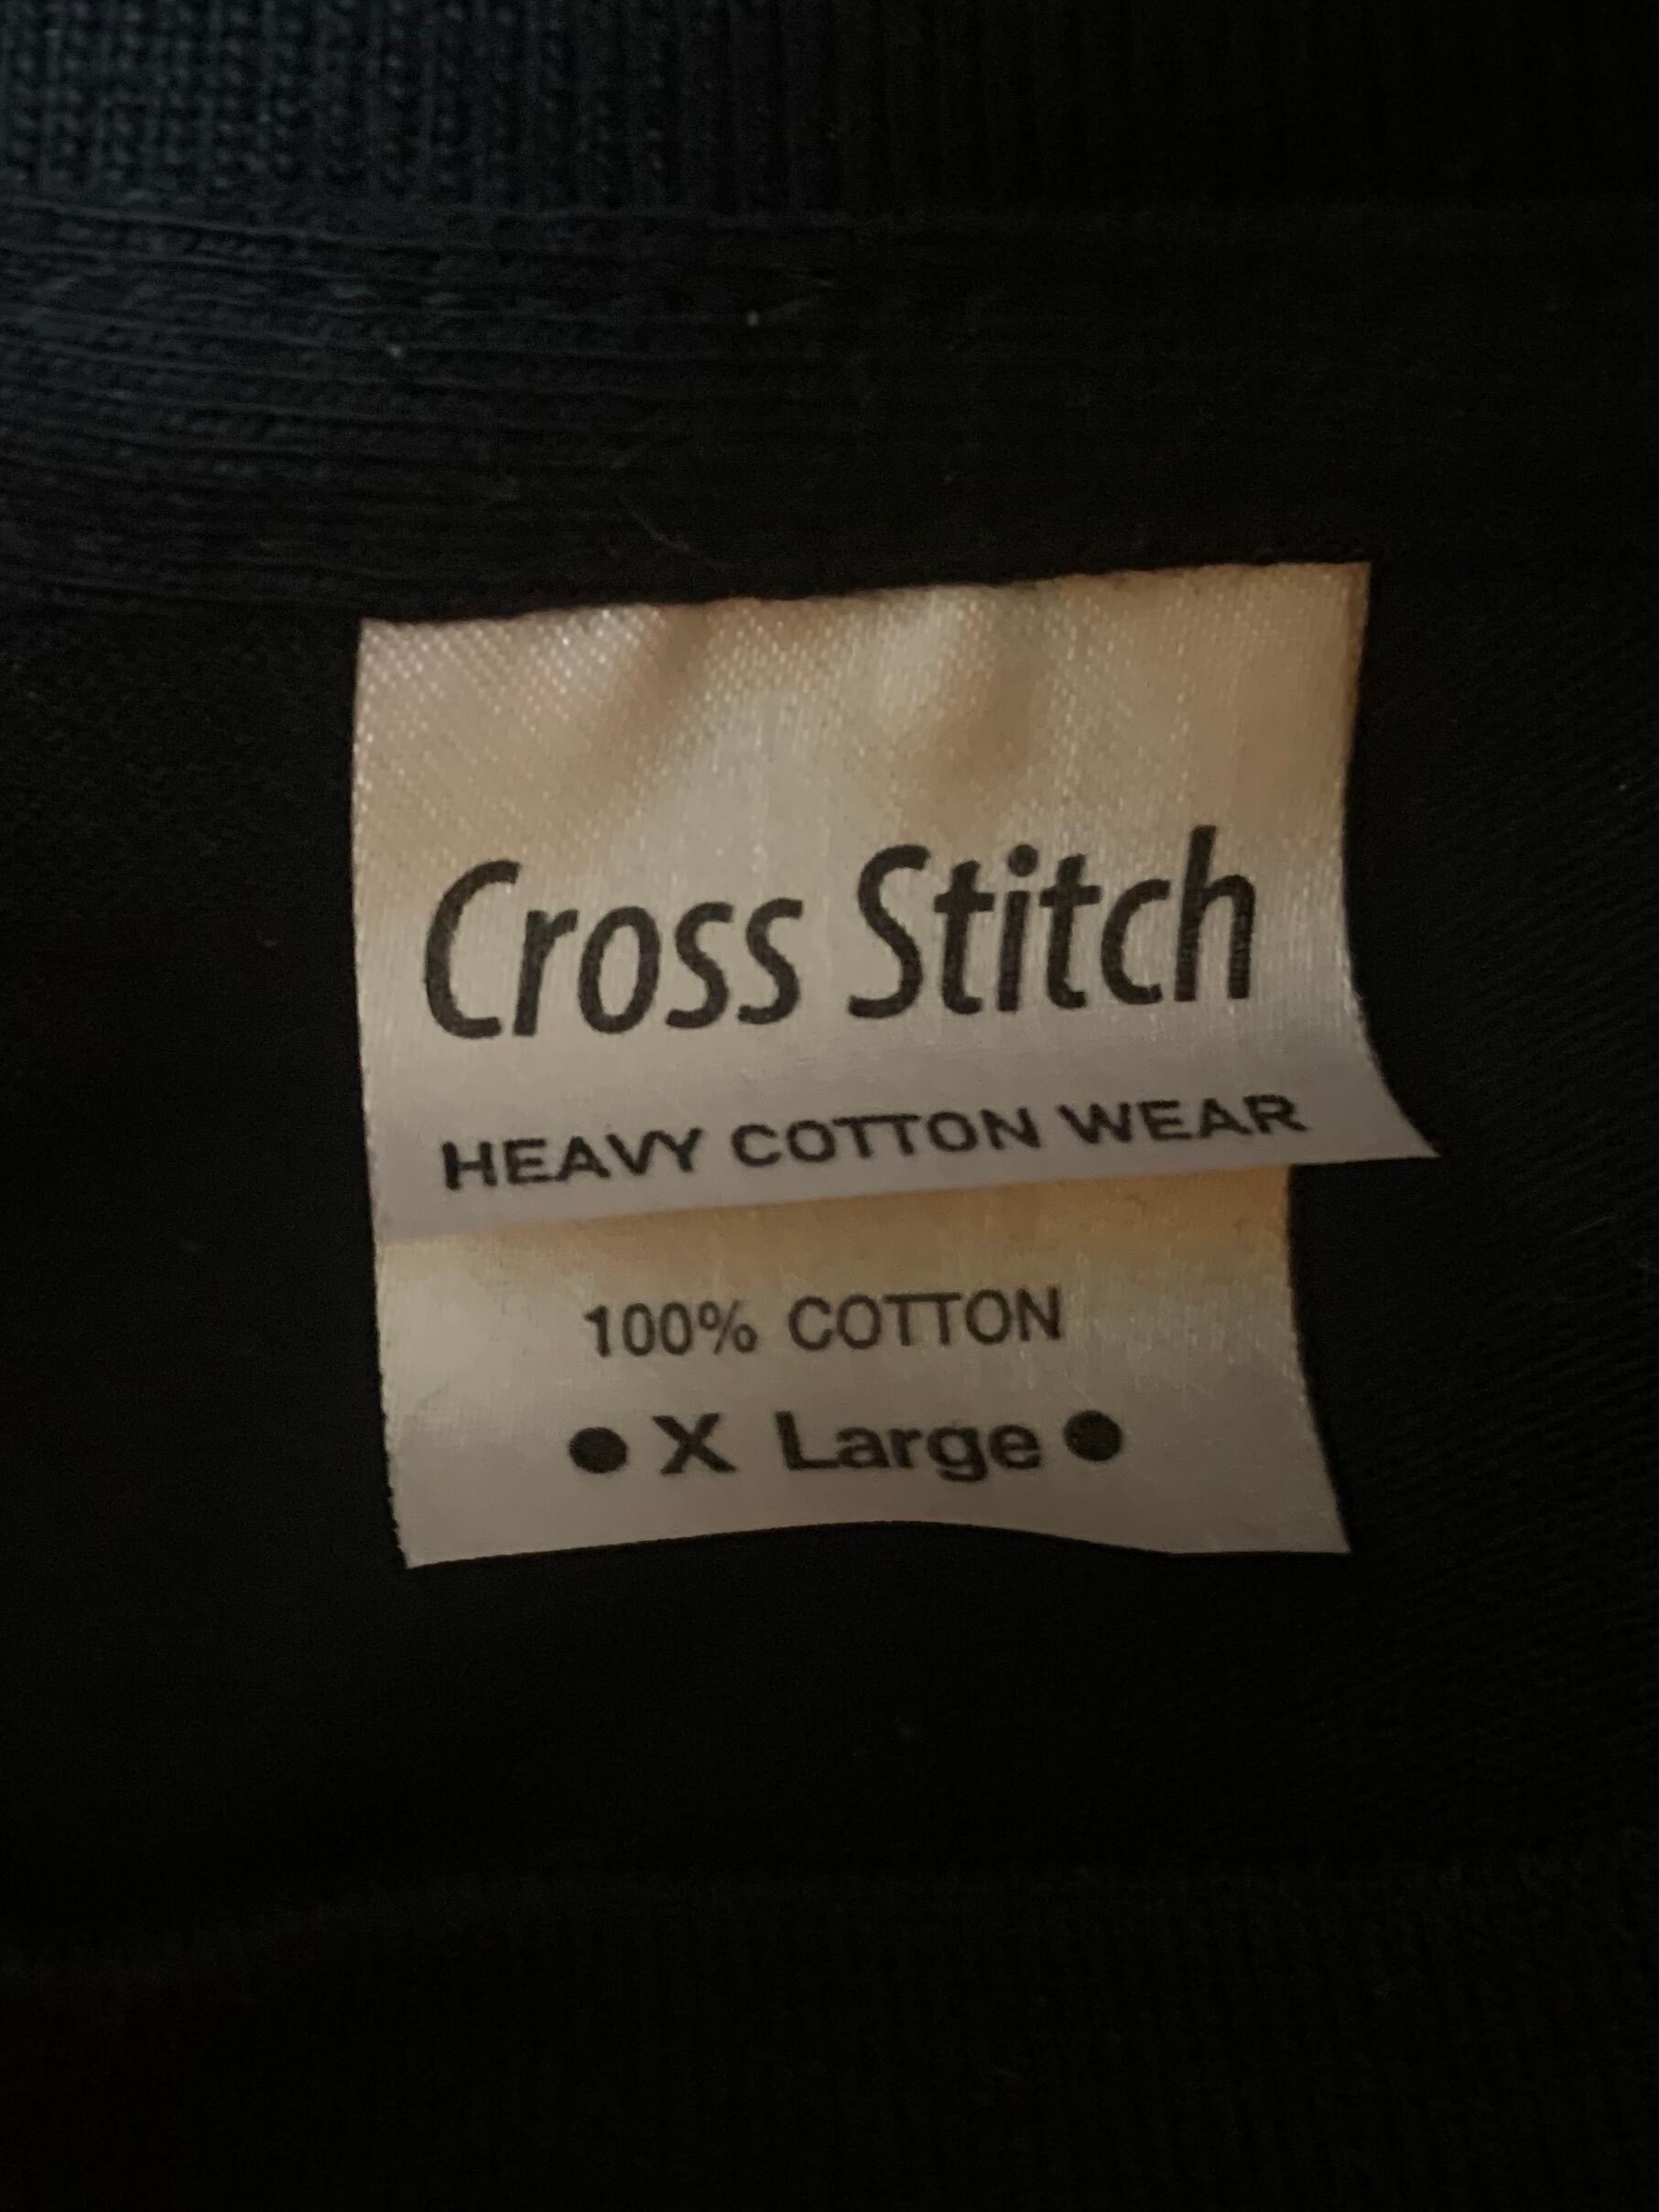 Cross Stitch
HEAVY COTTON WEAR
100% COTTON
● X Large ●